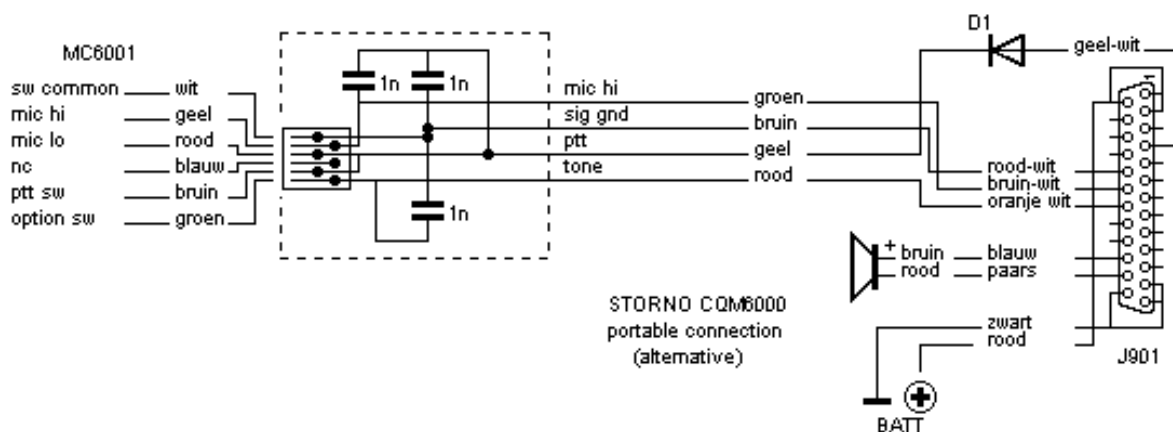 D1
geel-wit
MC6001
sw common wit
mic hi geel
mic lo rood
nc blauw
ptt sw bruin
option sw groen
1n
1n
1n
mic hi groen
sig gnd bruin
ptt geel
tone rood
rood-wit
bruin-wit
oranje wit
1
+
bruin blauw
rood paars
STORNO CQM6000
portable connection
(alternative)
zwart
rood
J901
BATT